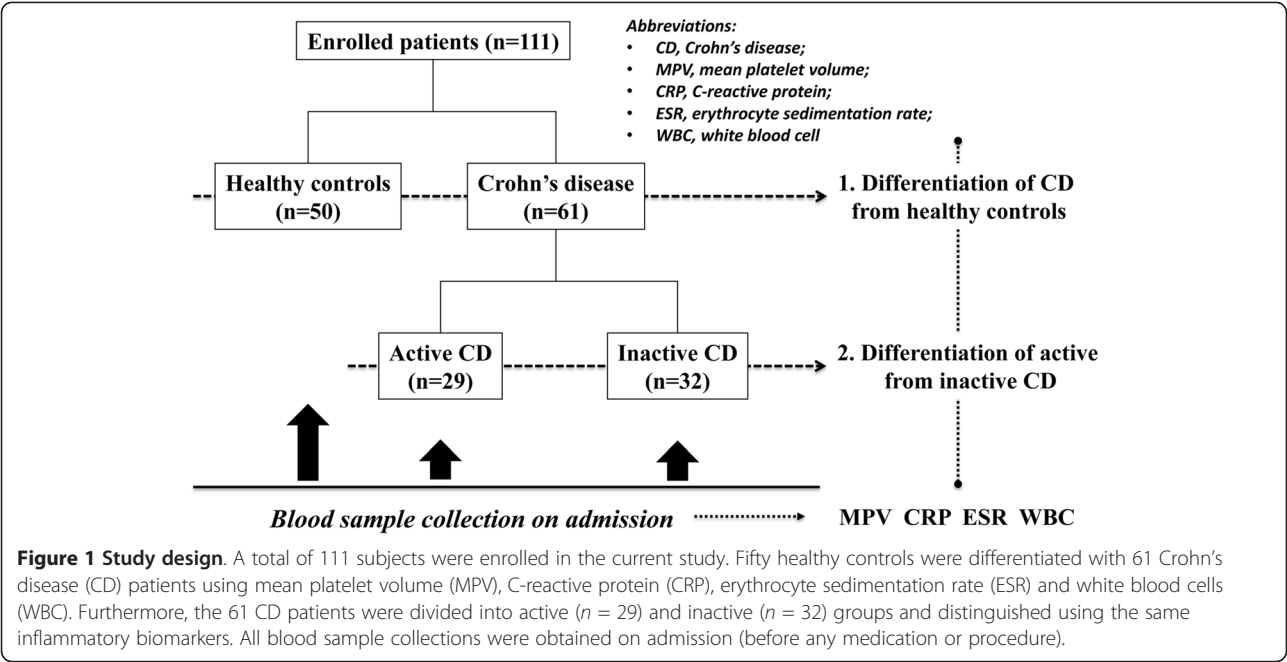 Enrolled patients (n=111)
Abbreviations:
• CD, Crohn's disease;
• MPV, mean platelet volume;
• CRP, C-reactive protein;
• ESR, erythrocyte sedimentation rate;
• WBC, white blood cell
Healthy controls
(n=50)
Crohn's disease
(n=61)
1. Differentiation of CD
from healthy controls
Active CD
(n=29)
Inactive CD
(n=32)
2. Differentiation of active
from inactive CD
Blood sample collection on admission
MPV CRP ESR WBC
Figure 1 Study design. A total of 111 subjects were enrolled in the current study. Fifty healthy controls were differentiated with 61 Crohn's
disease (CD) patients using mean platelet volume (MPV), C-reactive protein (CRP), erythrocyte sedimentation rate (ESR) and white blood cells
(WBC). Furthermore, the 61 CD patients were divided into active (n = 29) and inactive (n = 32) groups and distinguished using the same
inflammatory biomarkers. All blood sample collections were obtained on admission (before any medication or procedure).